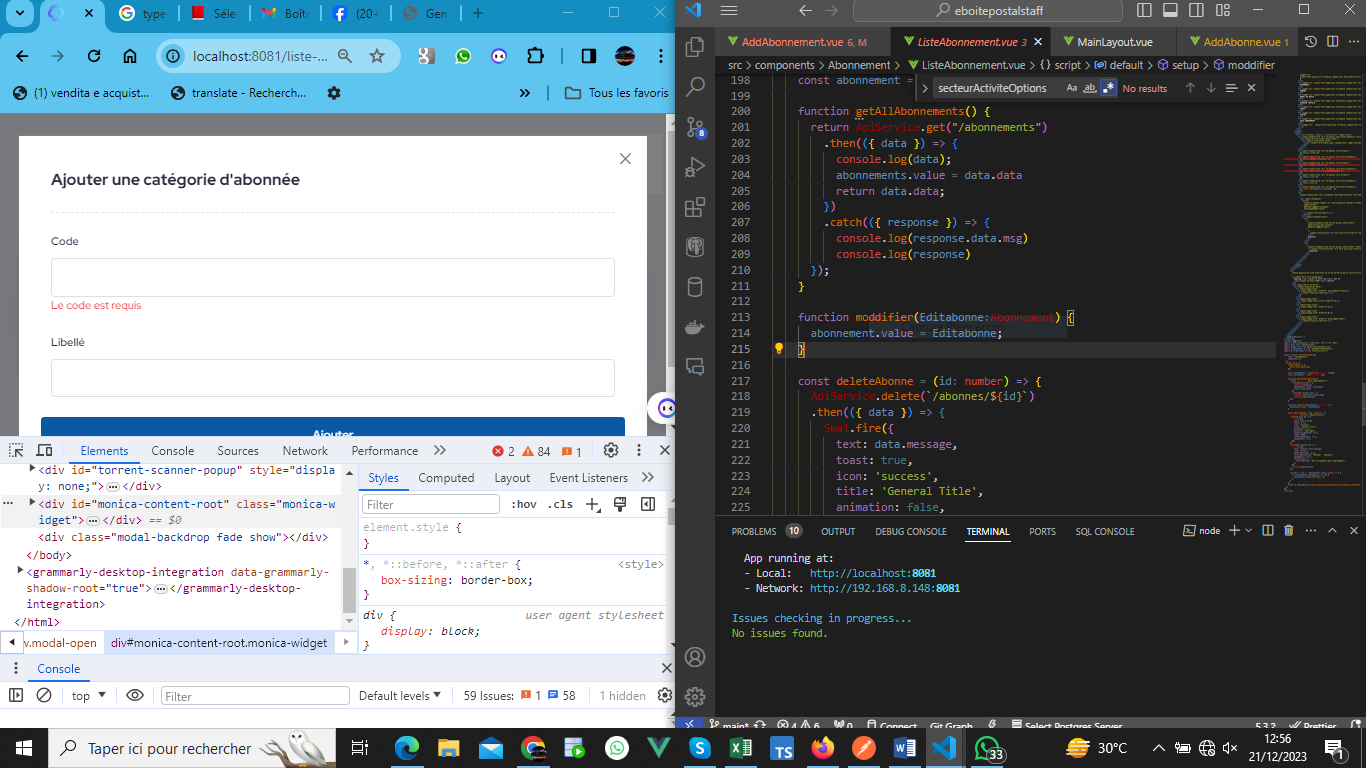 type
Séle
Boît
(20+
Gen
localhost:8081/liste-...
(1) vendita e acquist...
translate - Recherch...
»
Tous les favoris
Ajouter une catégorie d'abonnée
Code
Le code est requis
Libellé
Ajouter
Elements
Console
Sources
Network
Performance
2
84
1
<div id="torrent-scanner-popup" style="displa
y: none;"> </div>
<div id="monica-content-root" class="monica-w
idget"> </div> == $0
<div class="modal-backdrop fade show"></div>
</body>
<grammarly-desktop-integration data-grammarly-
shadow-root="true"> </grammarly-desktop-
integration>
</html>
v.modal-open
div#monica-content-root.monica-widget
Styles
Computed
Layout
Event Listeners
Filter
:hov
.cls
element.style {
}
*, *::before, *::after {
<style>
box-sizing: border-box;
}
div {
user agent stylesheet
display: block;
}
Console
top
Filter
Default levels
59 Issues:
1
58
1 hidden
eboitepostalstaff
AddAbonnement.vue 6, M
ListeAbonnement.vue 3
MainLayout.vue
AddAbonne.vue 1
src > components > Abonnement > ListeAbonnement.vue > {} script > default > setup > moddifier
secteurActiviteOptions
Aa
ab
No results
198 const abonnement =
199
200 function getAllAbonnements() {
201 return ApiService.get("/abonnements")
202 .then(({ data }) => {
203 console.log(data);
204 abonnements.value = data.data
205 return data.data;
206 })
207 .catch(({ response }) => {
208 console.log(response.data.msg)
209 console.log(response)
210 });
211 }
212
213 function moddifier(Editabonne:Abonnement) {
214 abonnement.value = Editabonne;
215 }
216
217 const deleteAbonne = (id: number) => {
218 ApiService.delete(`/abonnes/${id}`)
219 .then(({ data }) => {
220 Swal.fire({
221 text: data.message,
222 toast: true,
223 icon: 'success',
224 title: 'General Title',
225 animation: false,
8
PROBLEMS 10
OUTPUT
DEBUG CONSOLE
TERMINAL
PORTS
SQL CONSOLE
node
App running at:
- Local: http://localhost:8081
- Network: http://192.168.8.148:8081
Issues checking in progress...
No issues found.
main*
4
6
0
Connect
Git Graph
Select Postgres Server
5.3.2
Prettier
Taper ici pour rechercher
33
30°C
12:56
21/12/2023
1